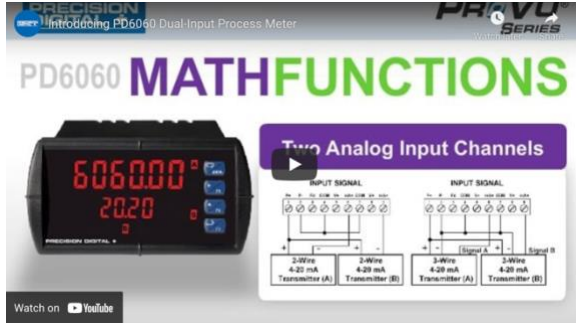 PRECISION
DIGITAL
Introducing PD6060 Dual-Input Process Meter
PROVU
SERIES
Watch later
Share
PD6060 MATHFUNCTIONS
Two Analog Input Channels
6060.00
20.20
PRECISION DIGITAL
INPUT SIGNAL
INPUT SIGNAL
+
-
+
-
+
-
Signal A
+
-
Signal B
2-Wire
4-20 mA
Transmitter (A)
2-Wire
4-20 mA
Transmitter (B)
3-Wire
4-20 mA
Transmitter (A)
2-Wire
4-20 mA
Transmitter (B)
Watch on YouTube